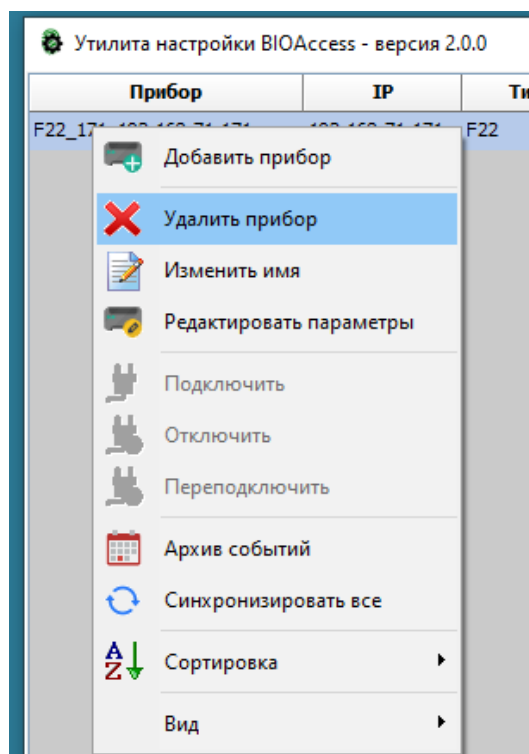 Утилита настройки BIOAccess - версия 2.0.0
Прибор IP
F22
Добавить прибор
Удалить прибор
Изменить имя
Редактировать параметры
Подключить
Отключить
Переподключить
Архив событий
Синхронизировать все
A
Z
Сортировка
Вид